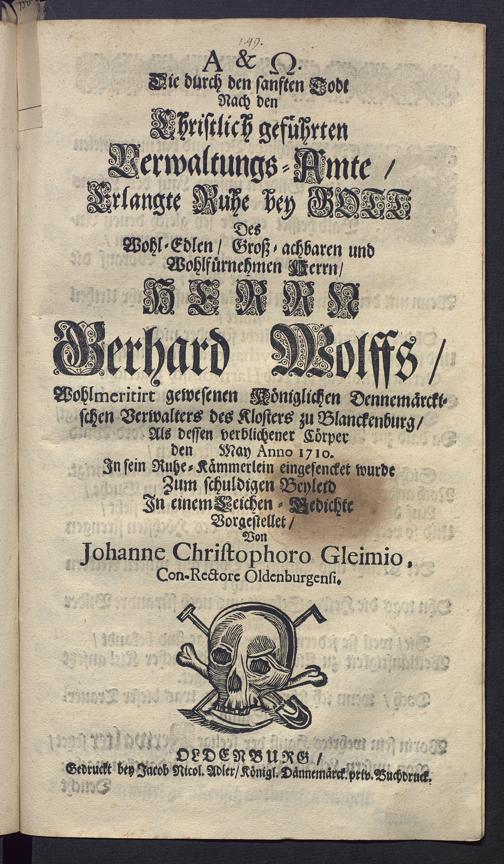 149.
A & Ω.
Die durch den sanften Todt
Nach den
Christlich geführten
Verwaltungs-Amte /
Erlangte Ruhe bey GOTT
Des
Wohl-Edlen/ Groß-achbaren und
Wohlfürnehmen Herrn/
HERRN
Gerhard Wolffs /
Wohlmeritirt gewesenen Königlichen Dennemärcki-
schen Verwalters des Klosters zu Blanckenburg/
Als dessen verblichener Cörper
den May Anno 1710.
In sein Ruhe-Kämmerlein eingesencket wurde
Zum schuldigen Beyleid
In einem Leichen-Gedichte
Vorgestellet/
Von
Johanne Christophoro Gleimio,
Con-Rectore Oldenburgensi.
OLDENBURG/
Gedruckt bey Jacob Nicol. Adler/ Königl. Dännemärck. priv. Buchdruck.